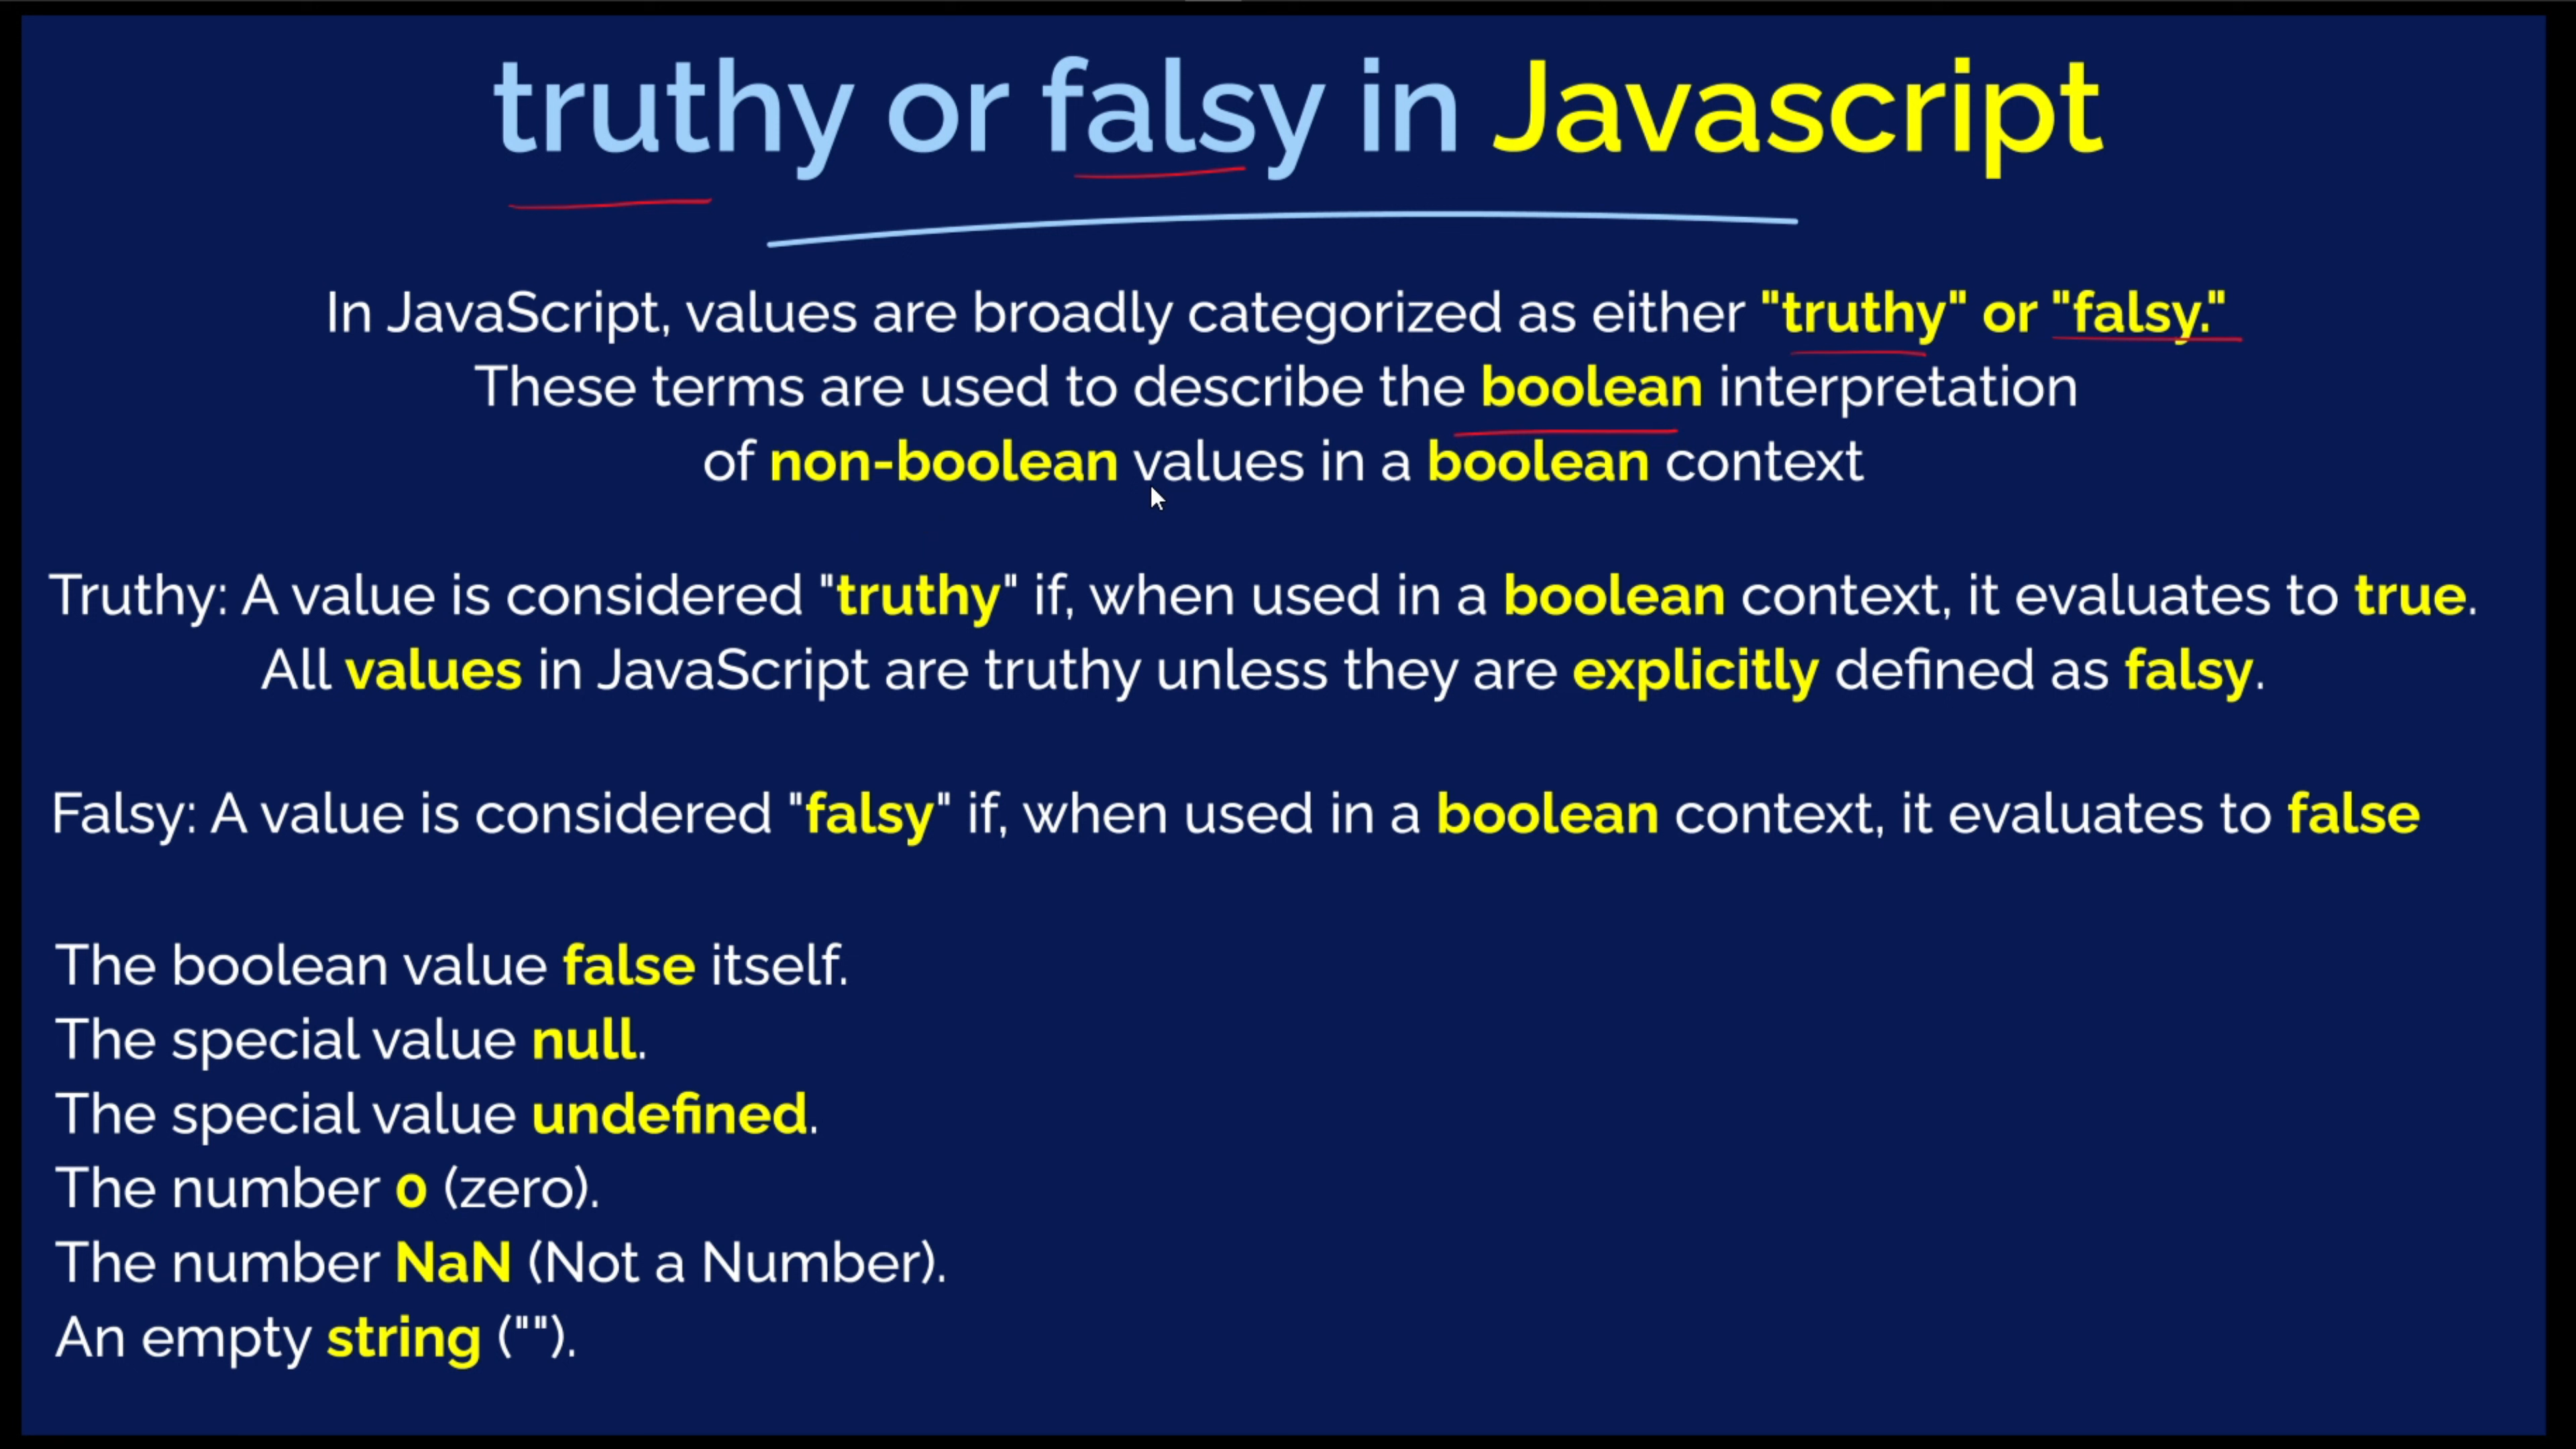 truthy or falsy in Javascript
In JavaScript, values are broadly categorized as either "truthy" or "falsy."
These terms are used to describe the boolean interpretation
of non-boolean values in a boolean context
Truthy: A value is considered "truthy" if, when used in a boolean context, it evaluates to true.
All values in JavaScript are truthy unless they are explicitly defined as falsy.
Falsy: A value is considered "falsy" if, when used in a boolean context, it evaluates to false
The boolean value false itself.
The special value null.
The special value undefined.
The number 0 (zero).
The number NaN (Not a Number).
An empty string ("").